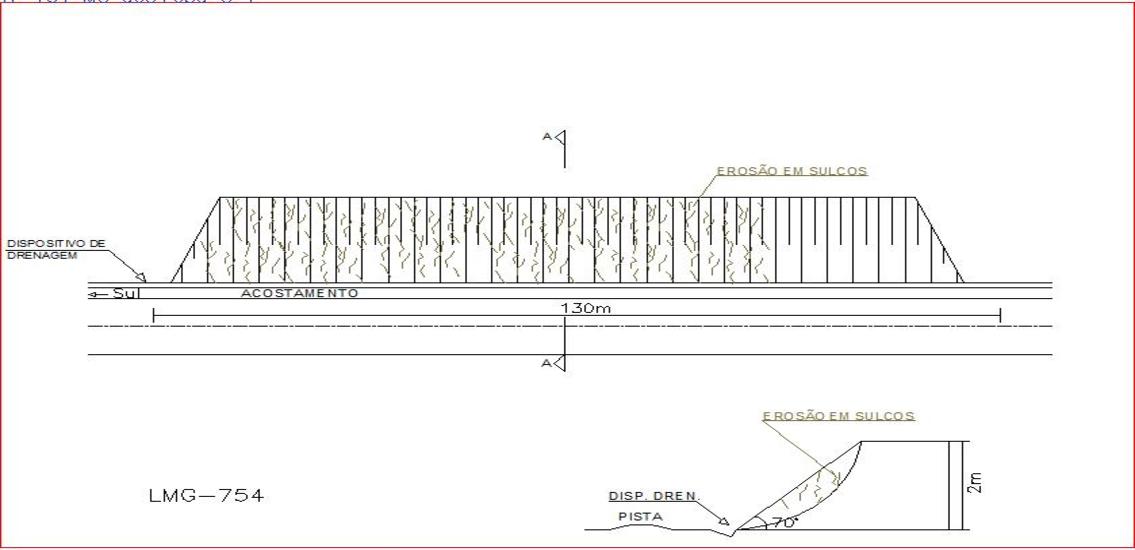 A
EROSÃO EM SULCOS
DISPOSITIVO DE
DRENAGEM
Sul
ACOSTAMENTO
130m
A
EROSÃO EM SULCOS
LMG-754
DISP. DREN.
PISTA
70°
2m